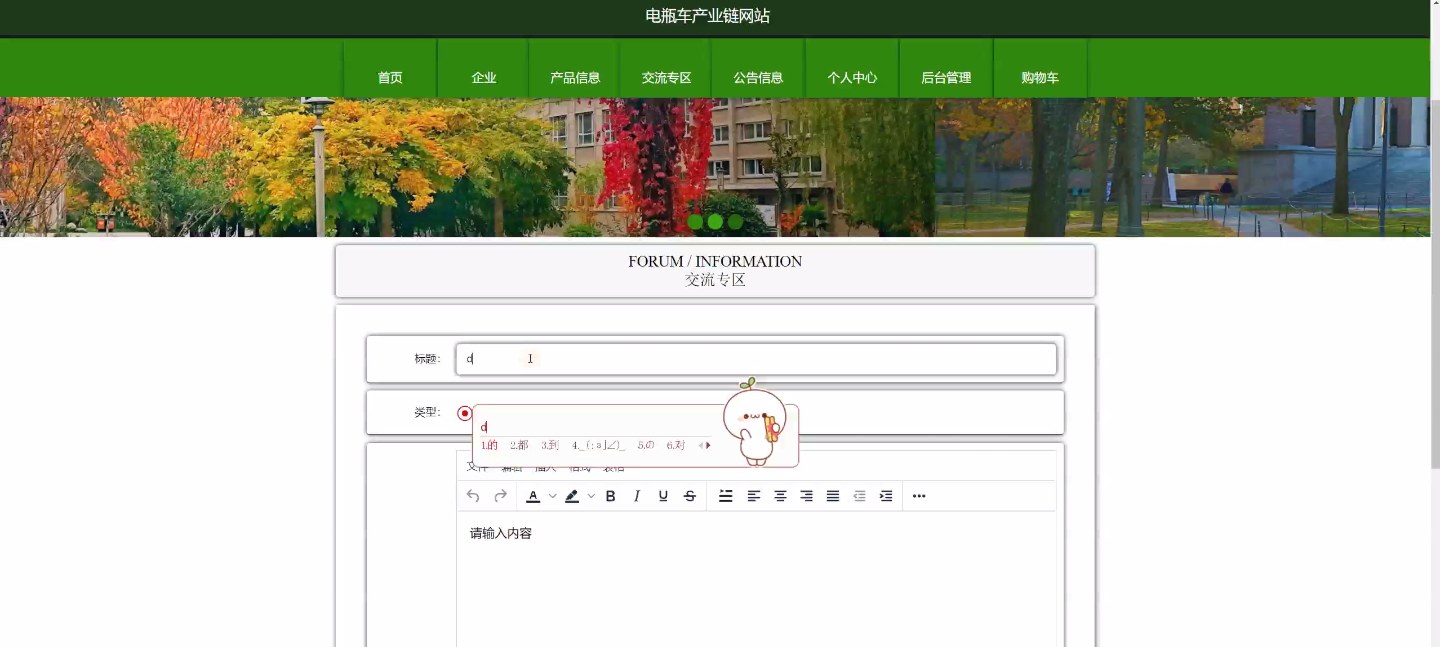 电瓶车产业链网站
首页 企业 产品信息 交流专区 公告信息 个人中心 后台管理 购物车
FORUM / INFORMATION
交流专区
标题: d
类型:
d
1.的 2.都 3.到 4._(:з」∠)_ 5.の 6.对
文件 编辑 插入 格式 表格
A B I U S
请输入内容